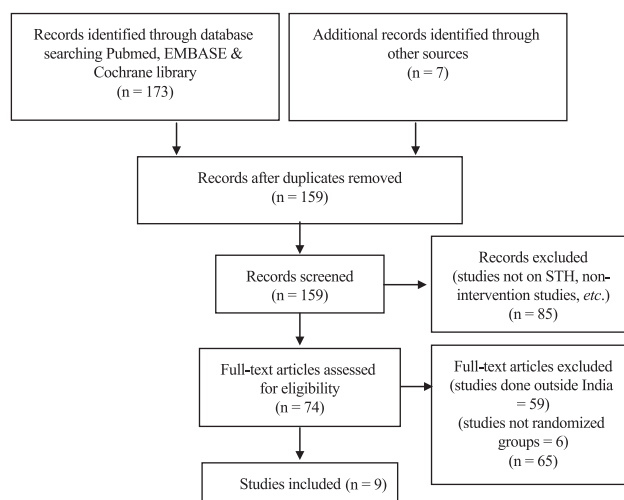 Records identified through database
searching Pubmed, EMBASE &
Cochrane library
(n = 173)
Additional records identified through
other sources
(n = 7)
Records after duplicates removed
(n = 159)
Records screened
(n = 159)
Records excluded
(studies not on STH, non-
intervention studies, etc.)
(n = 85)
Full-text articles assessed
for eligibility
(n = 74)
Full-text articles excluded
(studies done outside India
= 59)
(studies not randomized
groups = 6)
(n = 65)
Studies included (n = 9)